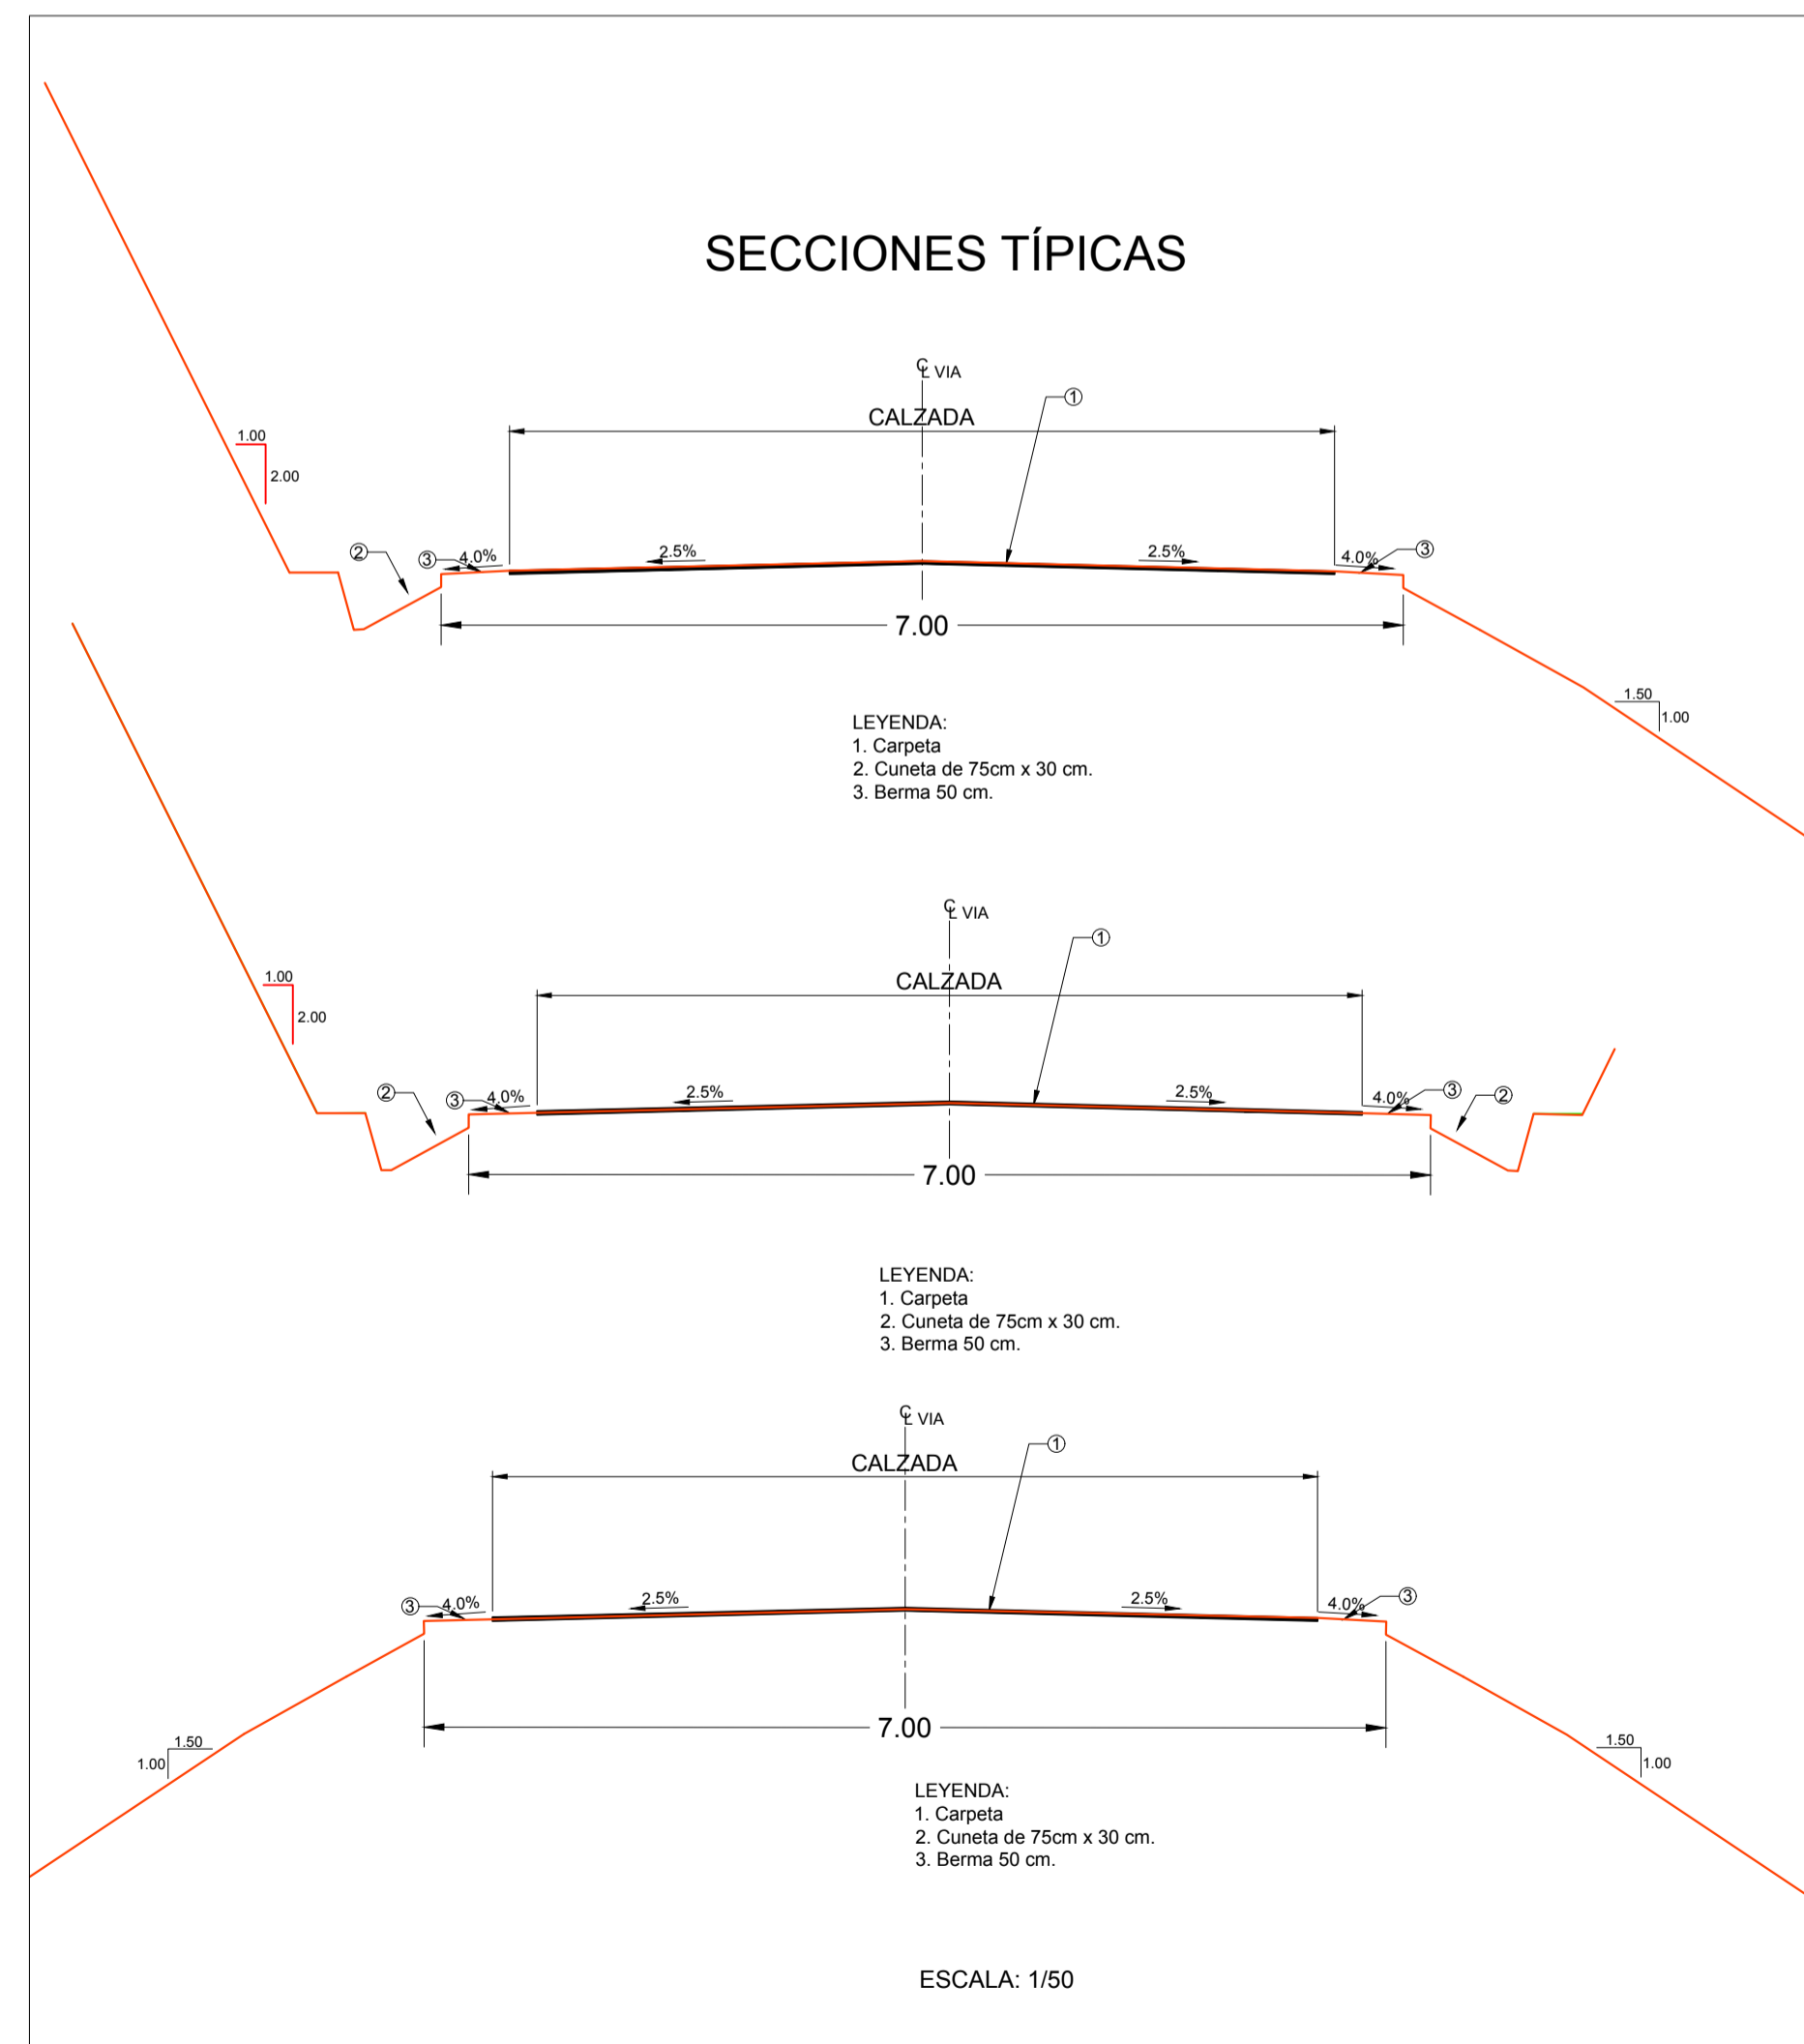 SECCIONES TÍPICAS
℄ VIA
1
CALZADA
1.00
2.00
2
3
4.0%
2.5%
2.5%
4.0%
3
7.00
1.50
1.00
LEYENDA:
1. Carpeta
2. Cuneta de 75cm x 30 cm.
3. Berma 50 cm.
℄ VIA
1
CALZADA
1.00
2.00
2
3
4.0%
2.5%
2.5%
4.0%
3
2
7.00
LEYENDA:
1. Carpeta
2. Cuneta de 75cm x 30 cm.
3. Berma 50 cm.
℄ VIA
1
CALZADA
3
4.0%
2.5%
2.5%
4.0%
3
7.00
1.50
1.00
1.50
1.00
LEYENDA:
1. Carpeta
2. Cuneta de 75cm x 30 cm.
3. Berma 50 cm.
ESCALA: 1/50